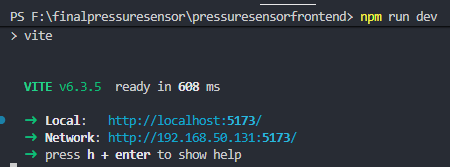 PS F:\finalpressuresensor\pressuresensorfrontend> npm run dev
> vite
VITE v6.3.5 ready in 608 ms
➜ Local: http://localhost:5173/
➜ Network: http://192.168.50.131:5173/
➜ press h + enter to show help